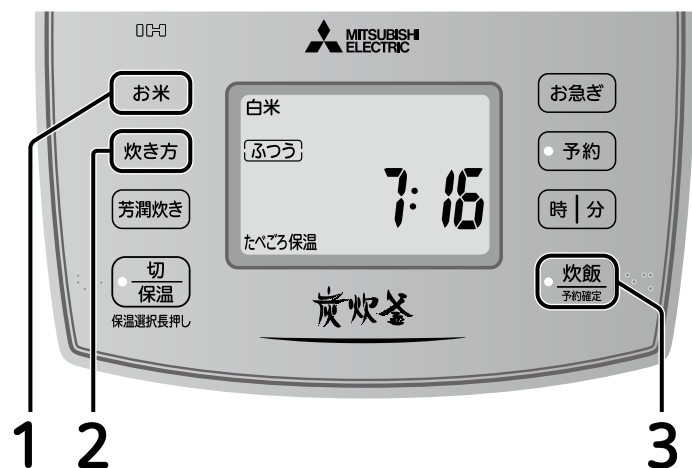 MITSUBISHI
ELECTRIC
お米
炊き方
芳潤炊き
切
保温
保温選択長押し
白米
ふつう
7:16
たべごろ保温
炭炊釜
お急ぎ
予約
時|分
炊飯
予約確定
1
2
3